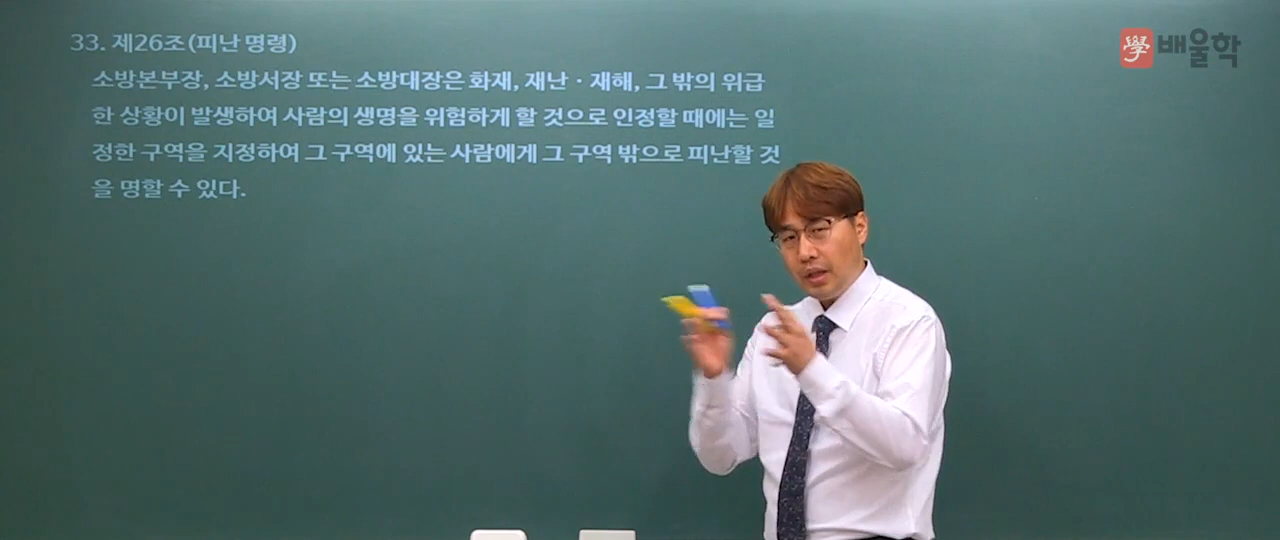 33. 제26조(피난 명령)
소방본부장, 소방서장 또는 소방대장은 화재, 재난·재해, 그 밖의 위급
한 상황이 발생하여 사람의 생명을 위험하게 할 것으로 인정할 때에는 일
정한 구역을 지정하여 그 구역에 있는 사람에게 그 구역 밖으로 피난할 것
을 명할 수 있다.
學 배울학